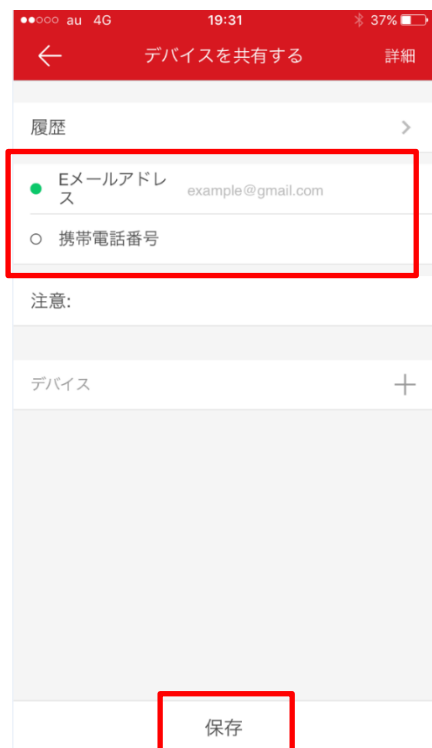 au 4G 19:31 37%
デバイスを共有する 詳細
履歴
Eメールアドレ
ス example@gmail.com
携帯電話番号
注意:
デバイス
保存